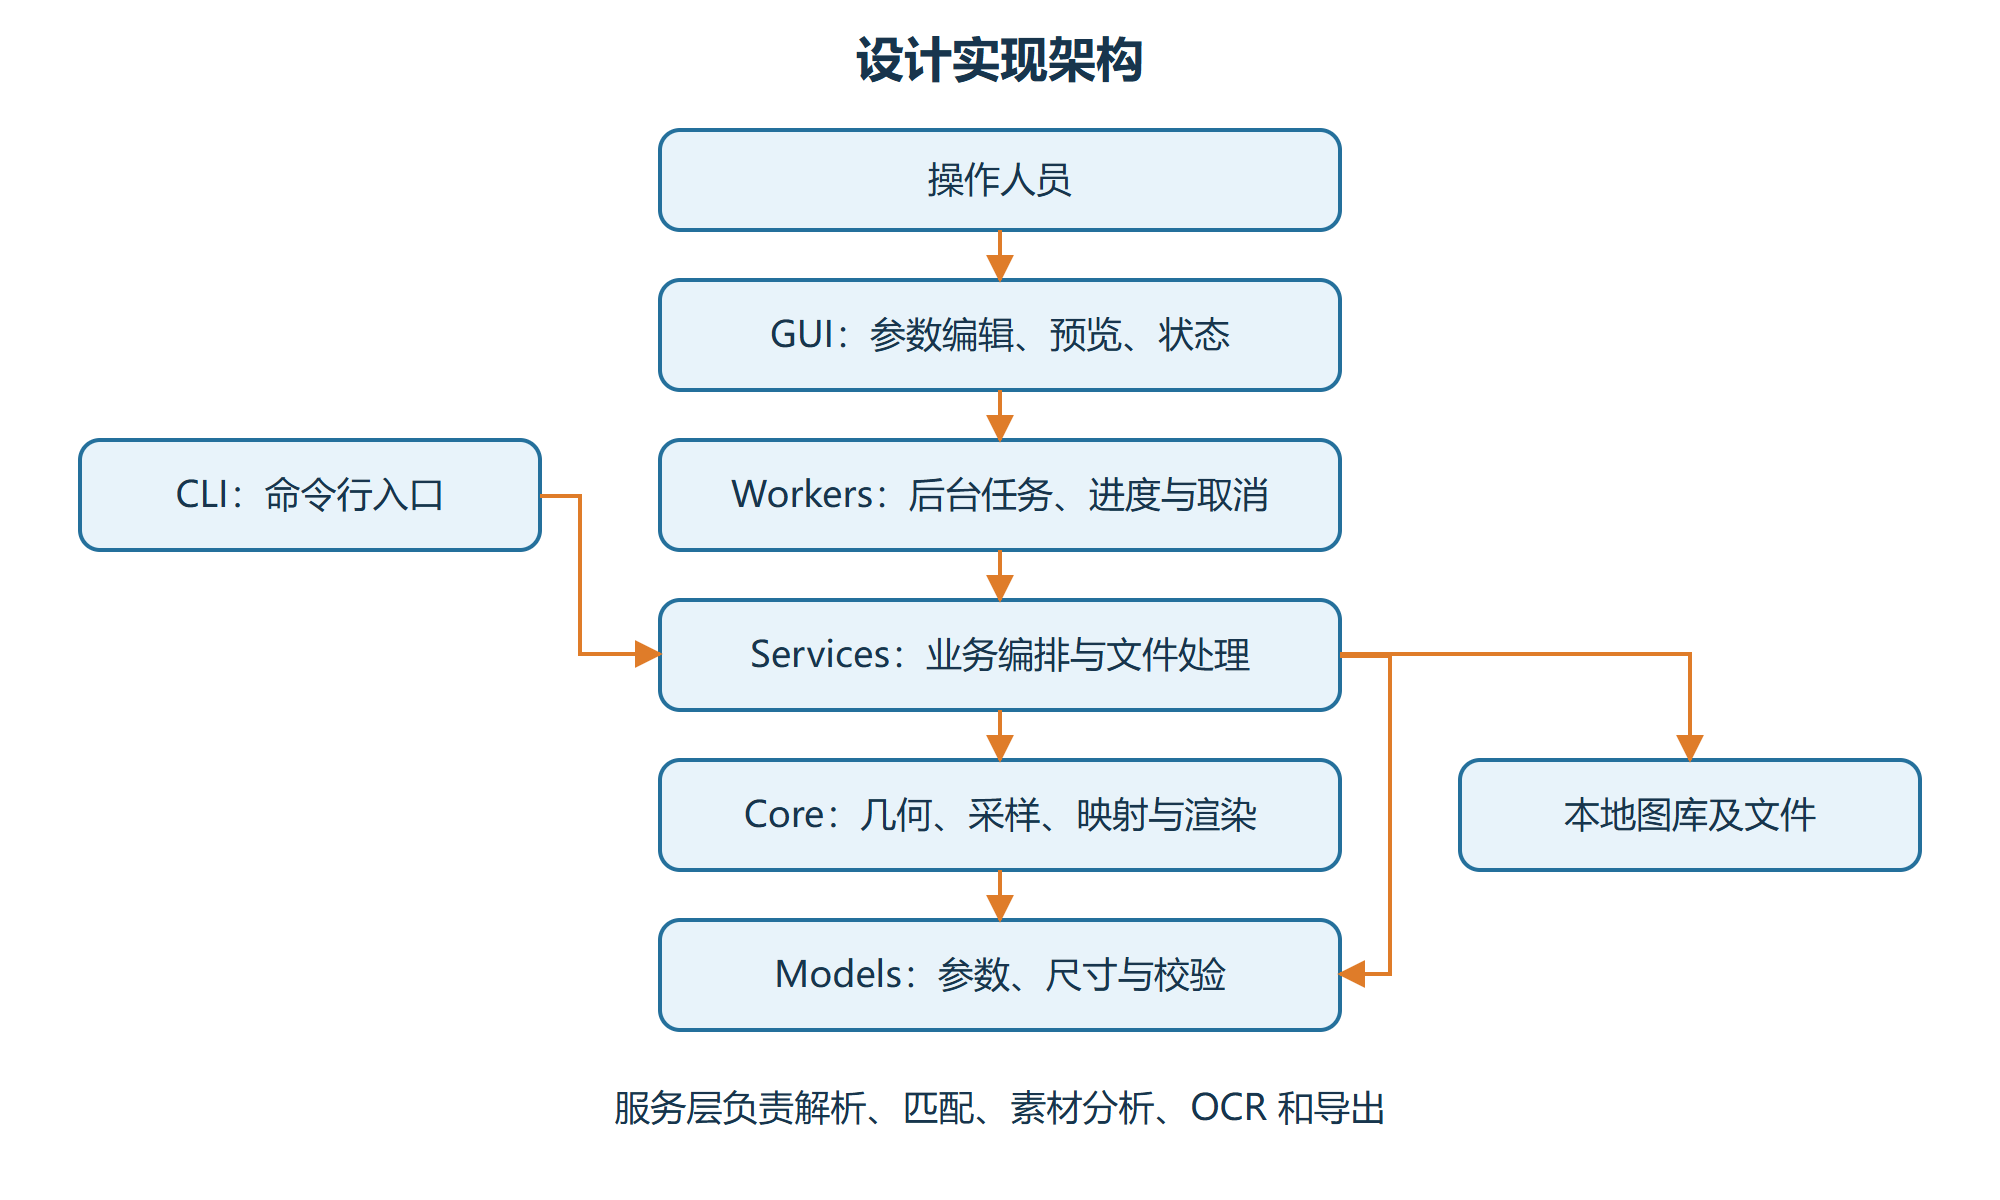 设计实现架构
操作人员
GUI：参数编辑、预览、状态
CLI：命令行入口
Workers：后台任务、进度与取消
Services：业务编排与文件处理
Core：几何、采样、映射与渲染
本地图库及文件
Models：参数、尺寸与校验
服务层负责解析、匹配、素材分析、OCR 和导出